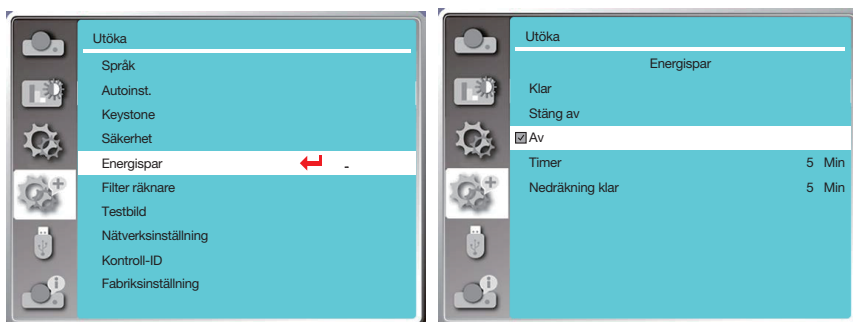 Utöka
Språk
Autoinst.
Keystone
Säkerhet
Energispar -
Filter räknare
Testbild
Nätverksinställning
Kontroll-ID
Fabriksinställning
Utöka
Energispar
Klar
Stäng av
Av
Timer 5 Min
Nedräkning klar 5 Min